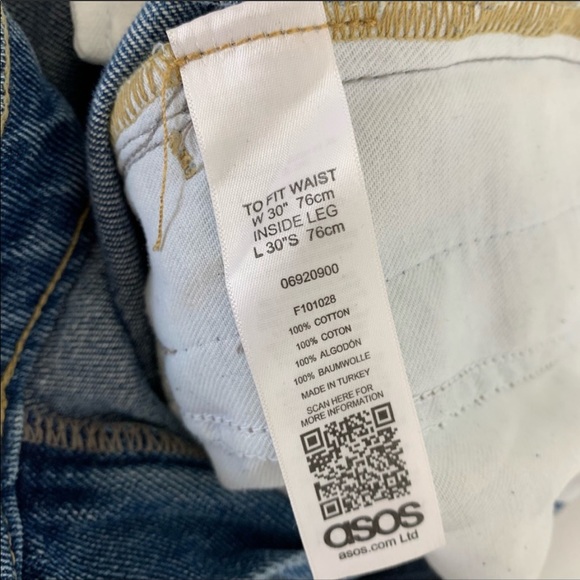 TO FIT WAIST
W 30" 76cm
INSIDE LEG
L 30"S 76cm
06920900
F101028
100% COTTON
100% COTON
100% ALGODÓN
100% BAUMWOLLE
MADE IN TURKEY
SCAN HERE FOR
MORE INFORMATION
asos
asos.com Ltd